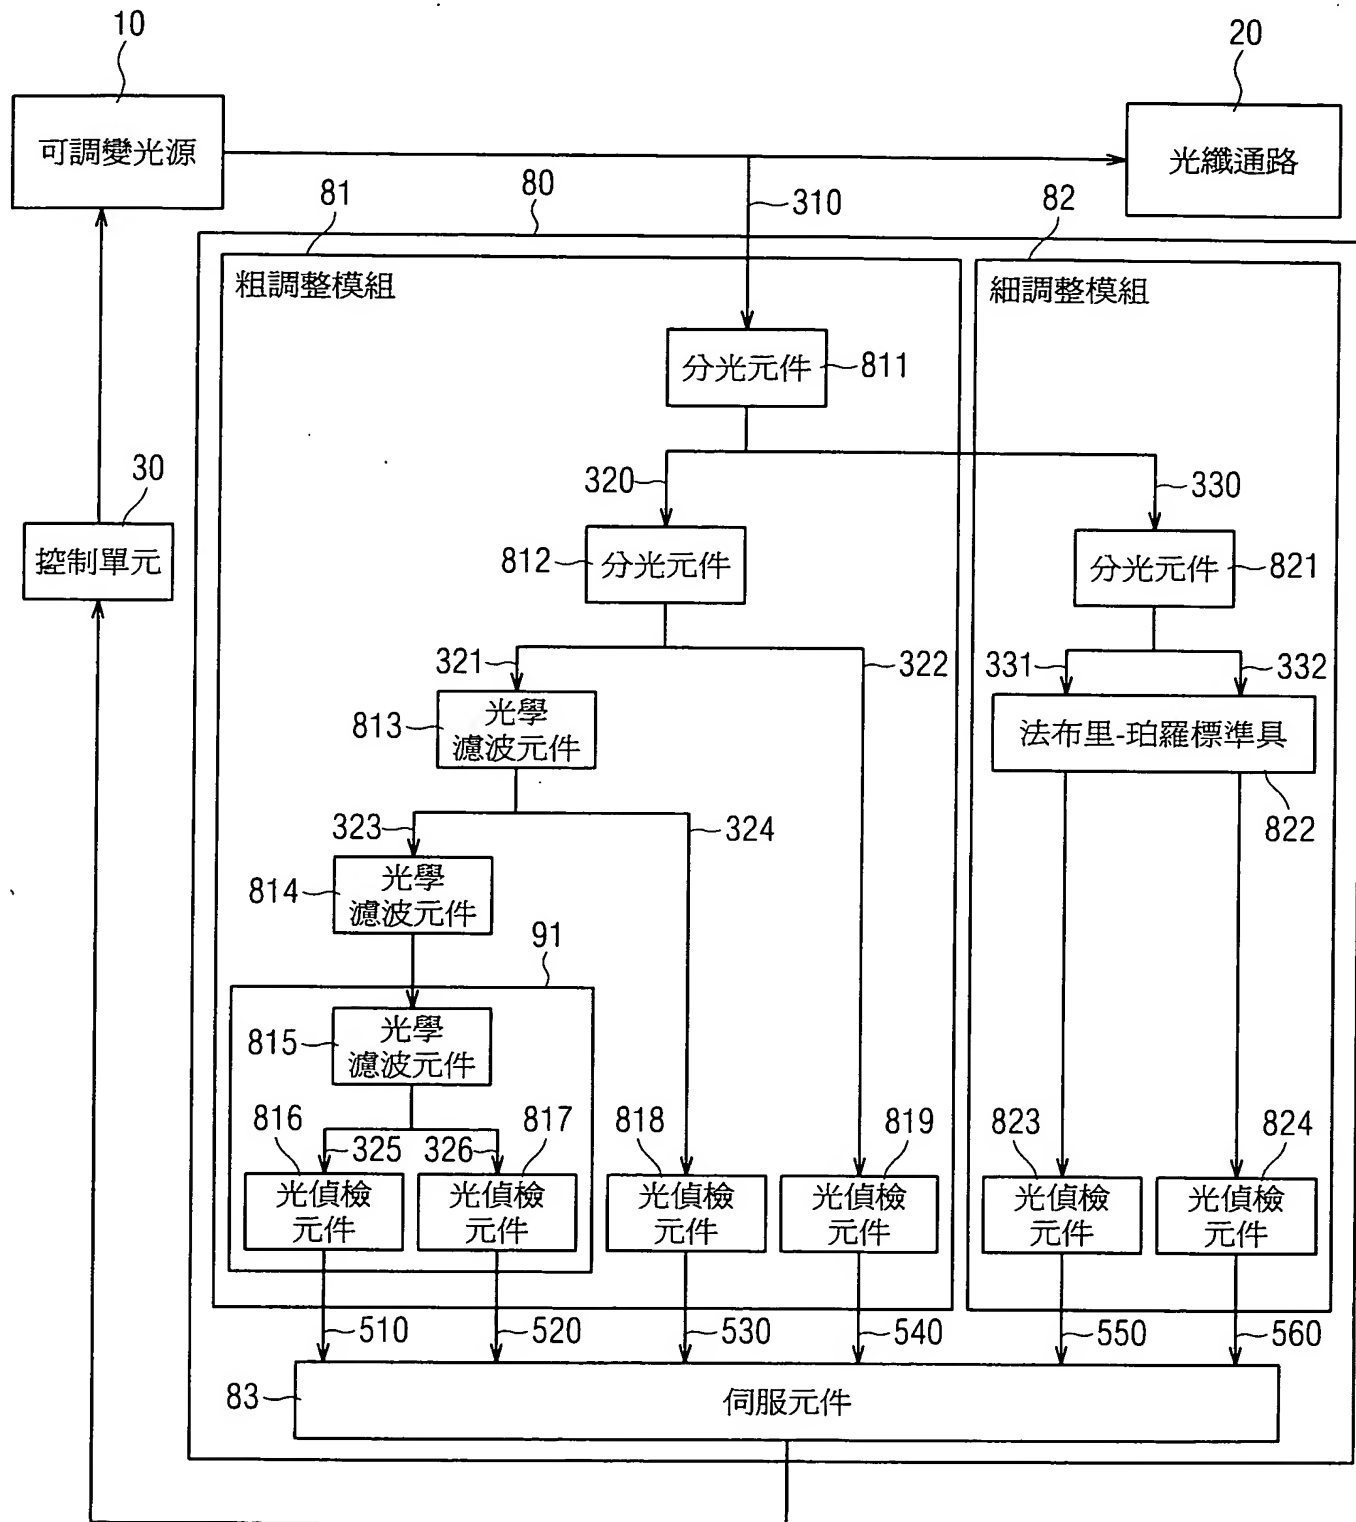 10
20
可調變光源
光纖通路
81
80
310
82
粗調整模組
細調整模組
分光元件
811
30
320
330
控制單元
812
分光元件
分光元件
821
321
322
331
332
813
光學
濾波元件
法布里-珀羅標準具
323
324
822
814
光學
濾波元件
91
815
光學
濾波元件
816
325
326
817
818
819
823
824
光偵檢
元件
光偵檢
元件
光偵檢
元件
光偵檢
元件
光偵檢
元件
光偵檢
元件
510
520
530
540
550
560
83
伺服元件